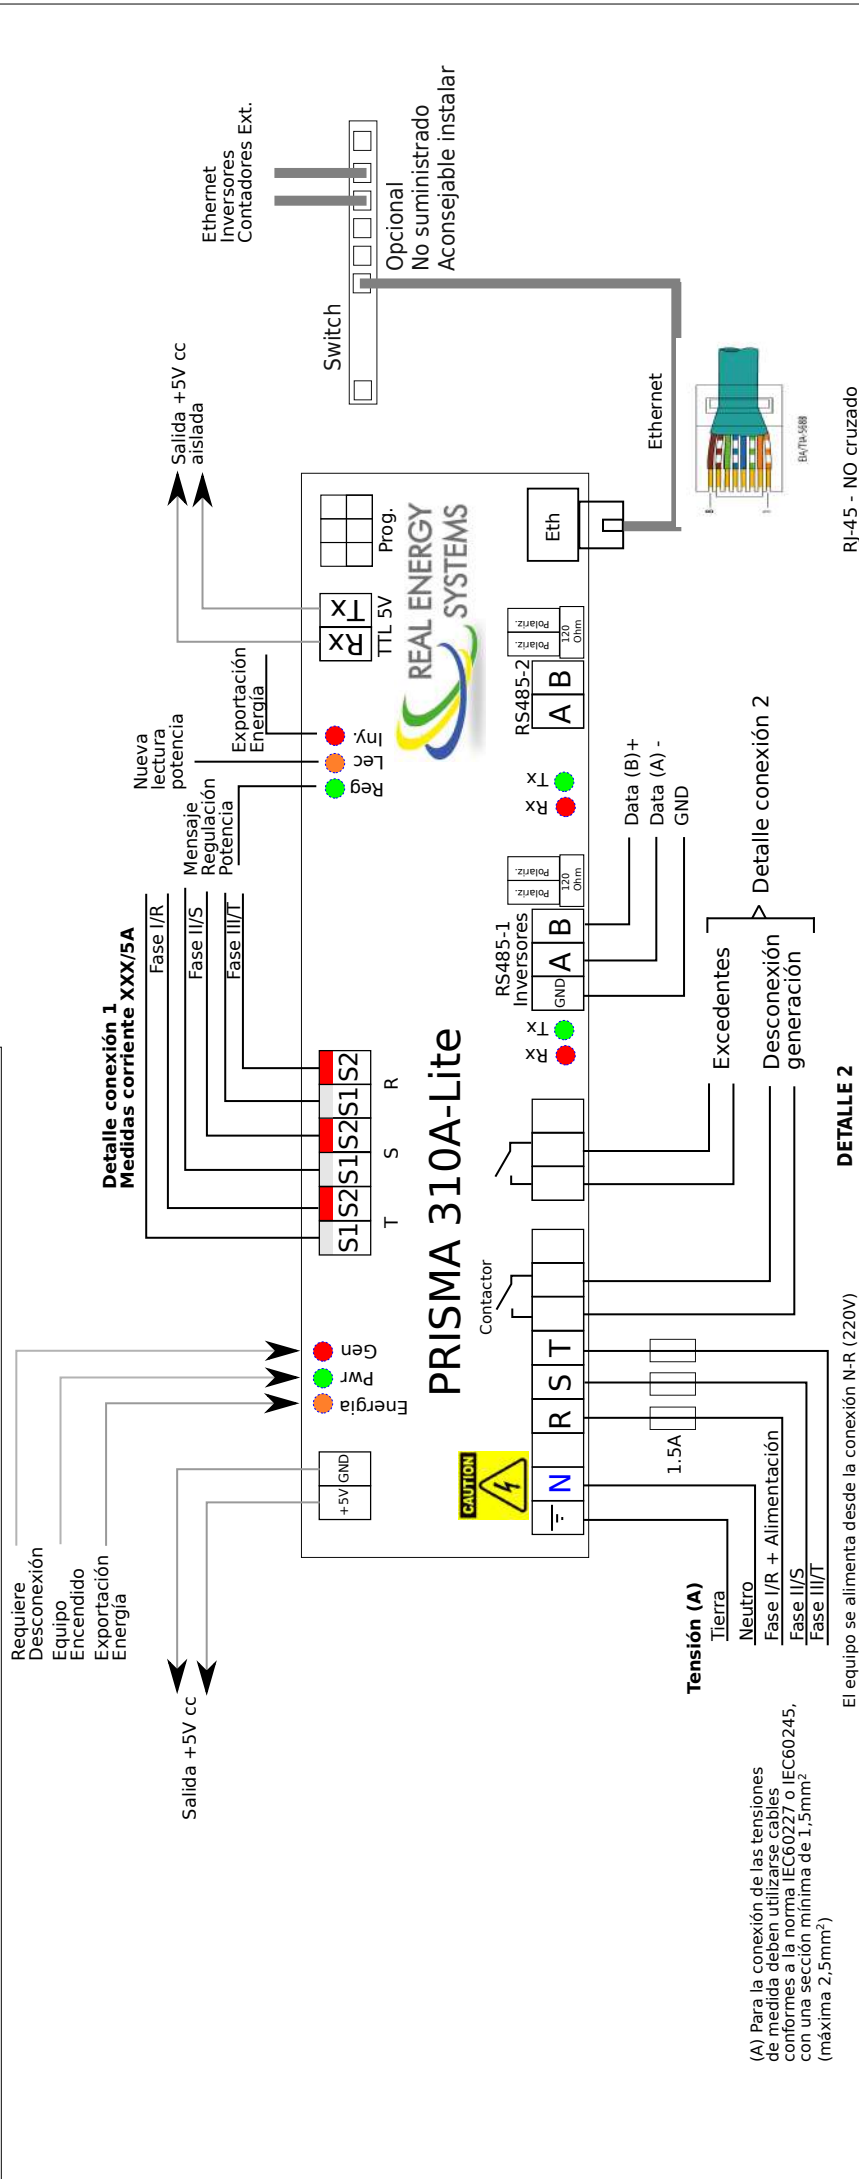 Requiere
Desconexión
Equipo
Encendido
Exportación
Energía
Salida +5V cc
Detalle conexión 1
Medidas corriente XXX/5A
Fase I/R
Fase II/S
Fase III/T
Mensaje
Regulación
Potencia
Nueva
lectura
potencia
Exportación
Energía
Salida +5V cc
aislada
Ethernet
Inversores
Contadores Ext.
Switch
Opcional
No suministrado
Aconsejable instalar
+5V GND
Energia
Pwr
Gen
S1 S2 S1 S2 S1 S2
T S R
Reg
Lec
Iny.
Rx Tx
TTL 5V
Prog.
REAL ENERGY
SYSTEMS
PRISMA 310A-Lite
CAUTION
Contactor
N R S T
Rx
Tx
RS485-1
Inversores
GND A B
Polariz.
Polariz.
120
Ohm
Rx
Tx
RS485-2
A B
Polariz.
Polariz.
120
Ohm
Eth
Ethernet
EIA/TIA-568B
RJ-45 - NO cruzado
Data (B)+
Data (A) -
GND
Excedentes
Desconexión
generación
Detalle conexión 2
DETALLE 2
1.5A
Tensión (A)
Tierra
Neutro
Fase I/R + Alimentación
Fase II/S
Fase III/T
El equipo se alimenta desde la conexión N-R (220V)
(A) Para la conexión de las tensiones
de medida deben utilizarse cables
conformes a la norma IEC60227 o IEC60245,
con una sección mínima de 1,5mm²
(máxima 2,5mm²)